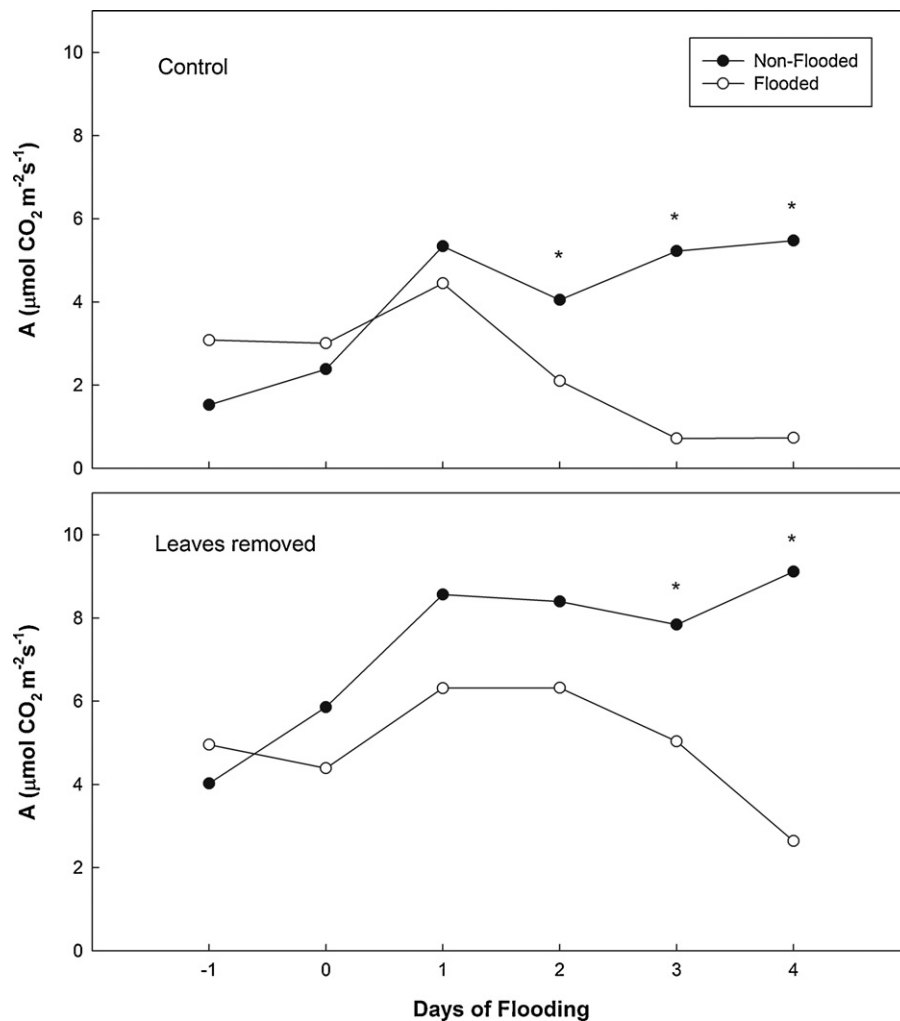 Control
Non-Flooded
Flooded
10
8
6
4
2
0
A (μmol CO₂ m⁻²s⁻¹)
*
*
*
Leaves removed
10
8
6
4
2
0
A (μmol CO₂ m⁻²s⁻¹)
*
*
-1 0 1 2 3 4
Days of Flooding